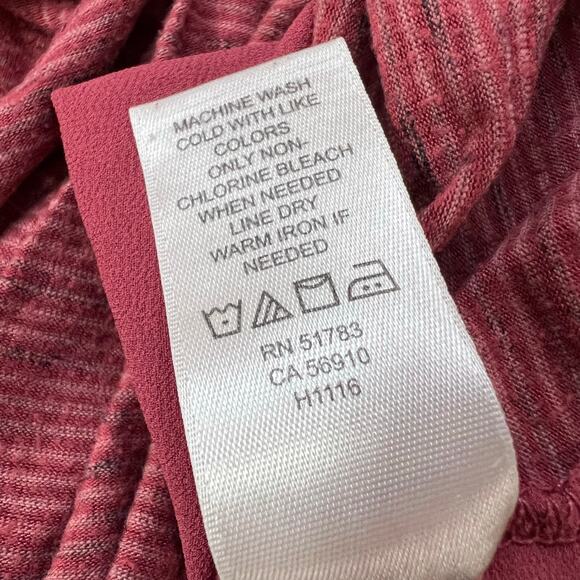 MACHINE WASH
COLD WITH LIKE
COLORS
ONLY NON-
CHLORINE BLEACH
WHEN NEEDED
LINE DRY
WARM IRON IF
NEEDED
RN 51783
CA 56910
H1116